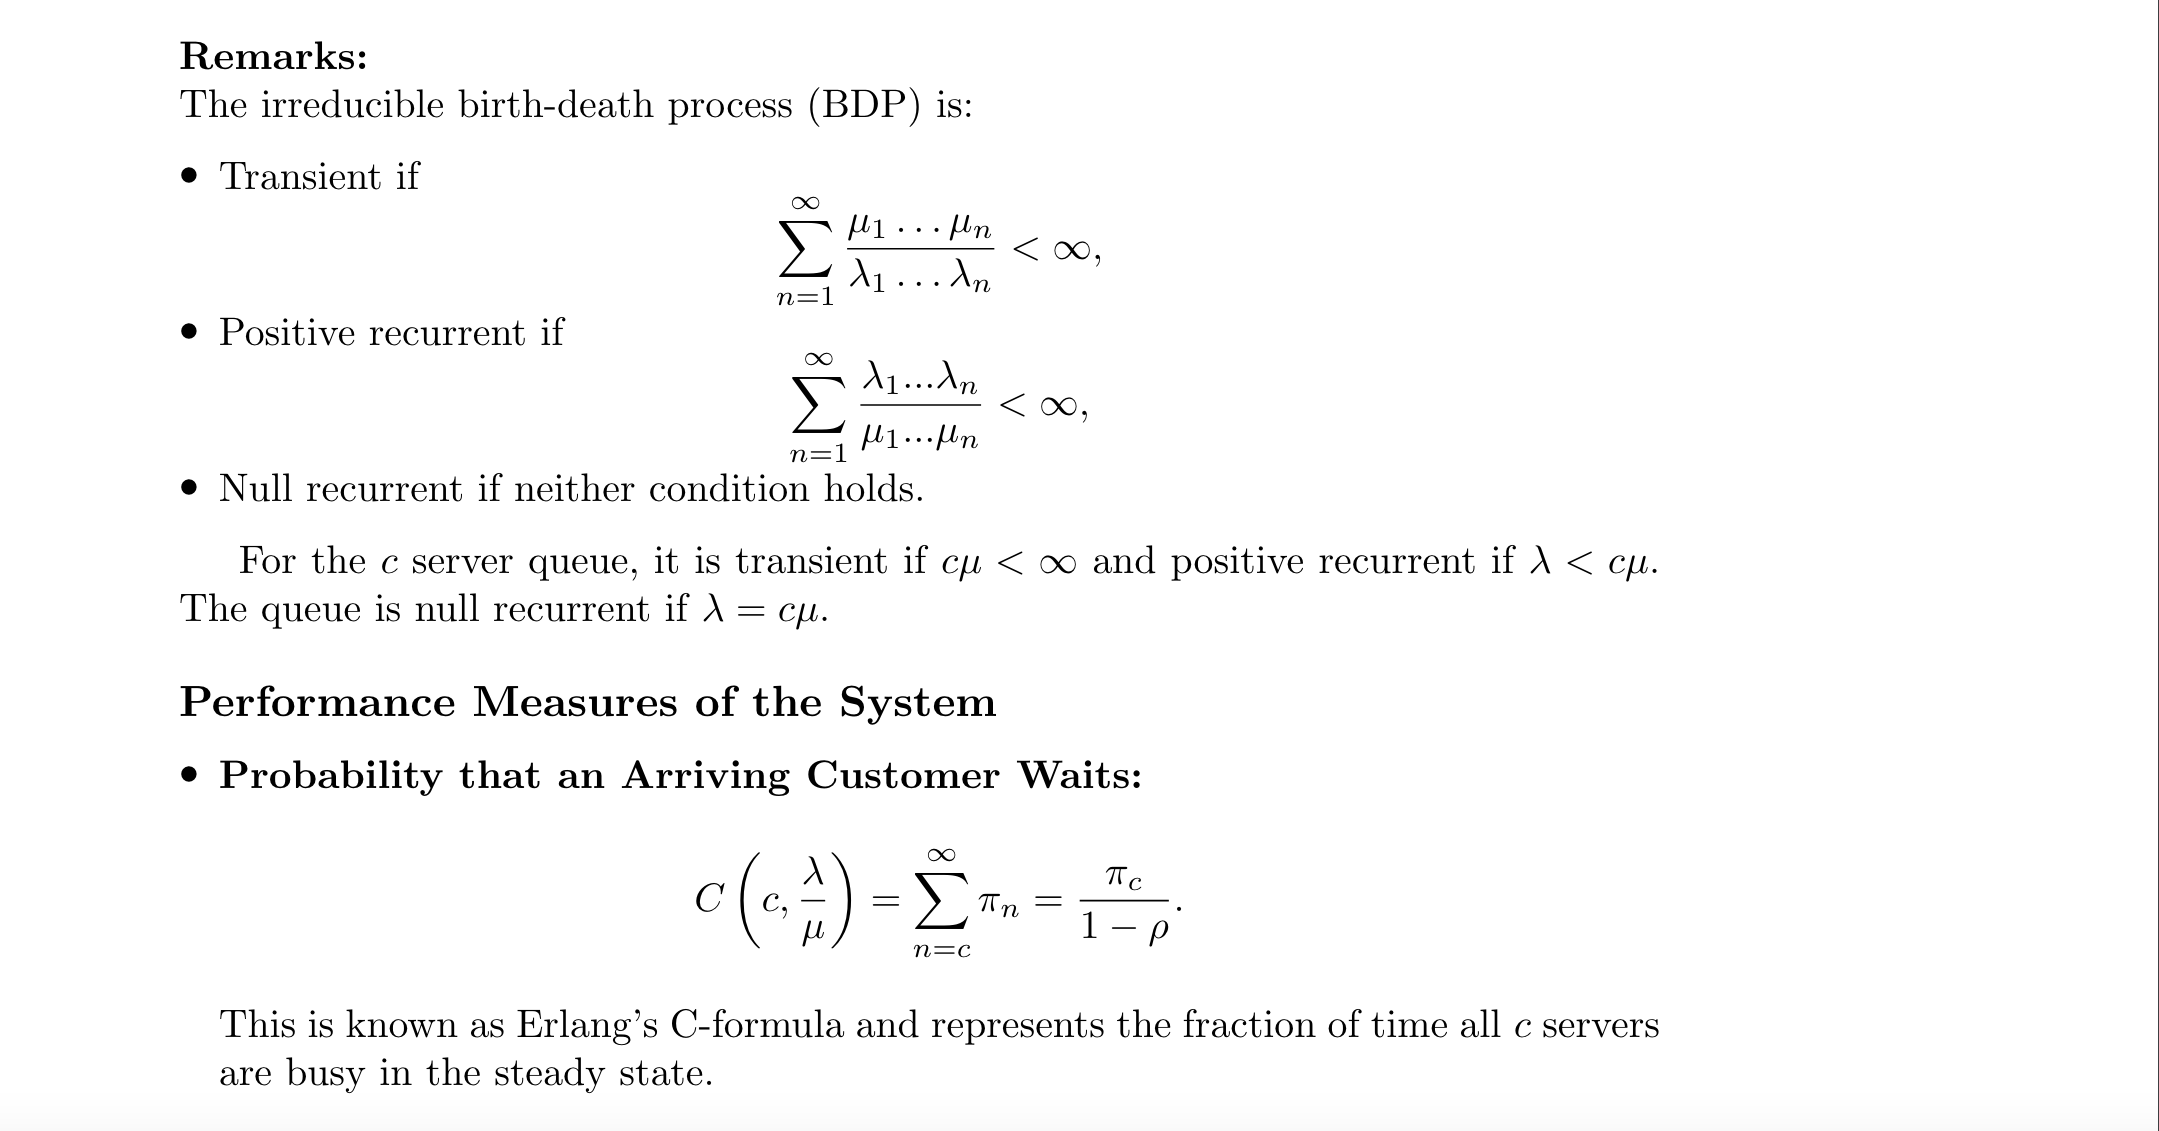 Remarks:
The irreducible birth-death process (BDP) is:
• Transient if
$$\sum_{n=1}^{\infty} \frac{\mu_1 \ldots \mu_n}{\lambda_1 \ldots \lambda_n} < \infty,$$
• Positive recurrent if
$$\sum_{n=1}^{\infty} \frac{\lambda_1 ... \lambda_n}{\mu_1 ... \mu_n} < \infty,$$
• Null recurrent if neither condition holds.
For the $c$ server queue, it is transient if $c\mu < \infty$ and positive recurrent if $\lambda < c\mu$.
The queue is null recurrent if $\lambda = c\mu$.
Performance Measures of the System
• Probability that an Arriving Customer Waits:
$$C\left(c, \frac{\lambda}{\mu}\right) = \sum_{n=c}^{\infty} \pi_n = \frac{\pi_c}{1 - \rho}.$$
This is known as Erlang's C-formula and represents the fraction of time all $c$ servers
are busy in the steady state.